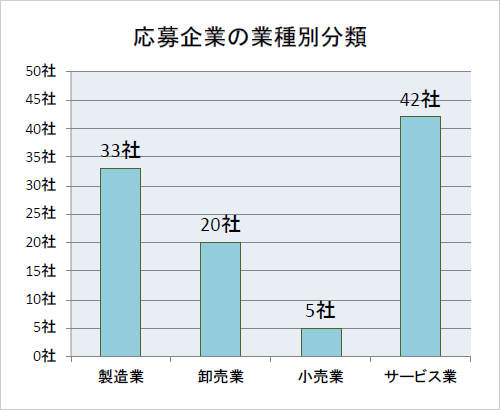 応募企業の業種別分類
50社
45社
40社
35社
30社
25社
20社
15社
10社
5社
0社
33社
20社
5社
42社
製造業
卸売業
小売業
サービス業